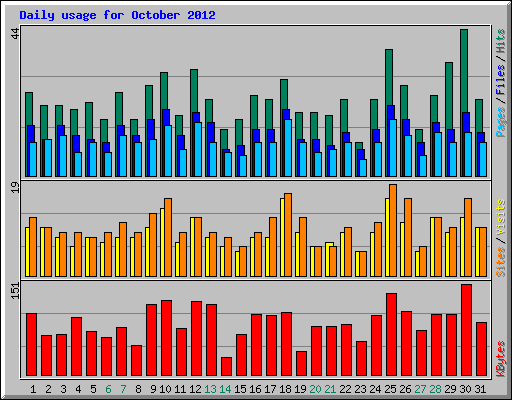 Daily usage for October 2012
44
19
151
Pages / Files / Hits
Sites / Visits
KBytes
1 2 3 4 5 6 7 8 9 10 11 12 13 14 15 16 17 18 19 20 21 22 23 24 25 26 27 28 29 30 31